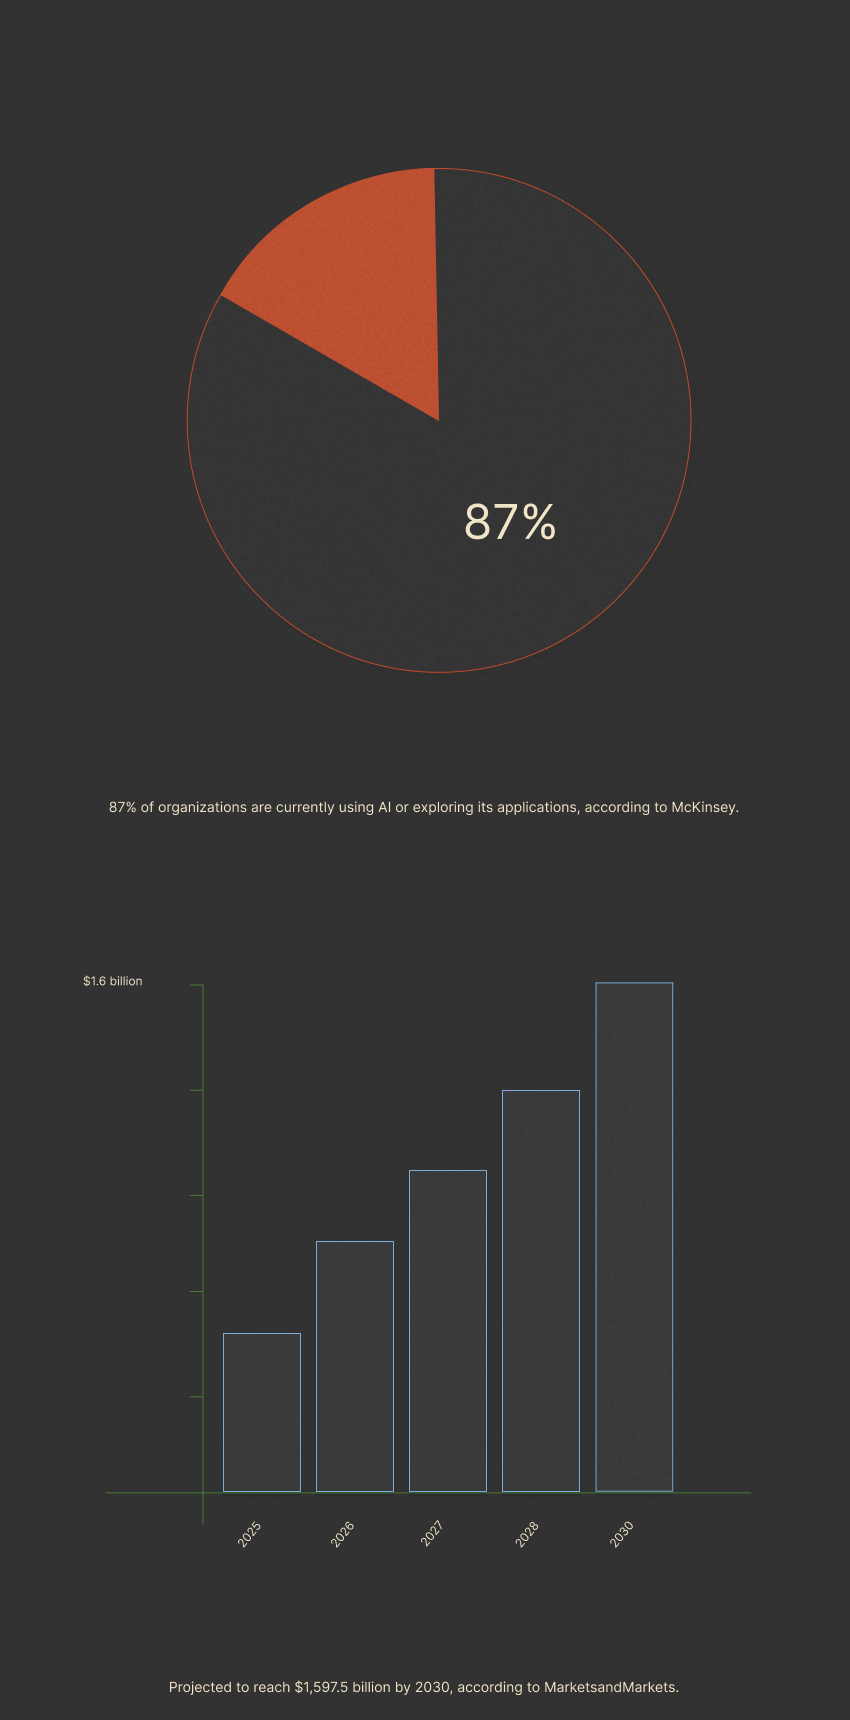 87%
87% of organizations are currently using AI or exploring its applications, according to McKinsey.
$1.6 billion
2025
2026
2027
2028
2030
Projected to reach $1,597.5 billion by 2030, according to MarketsandMarkets.